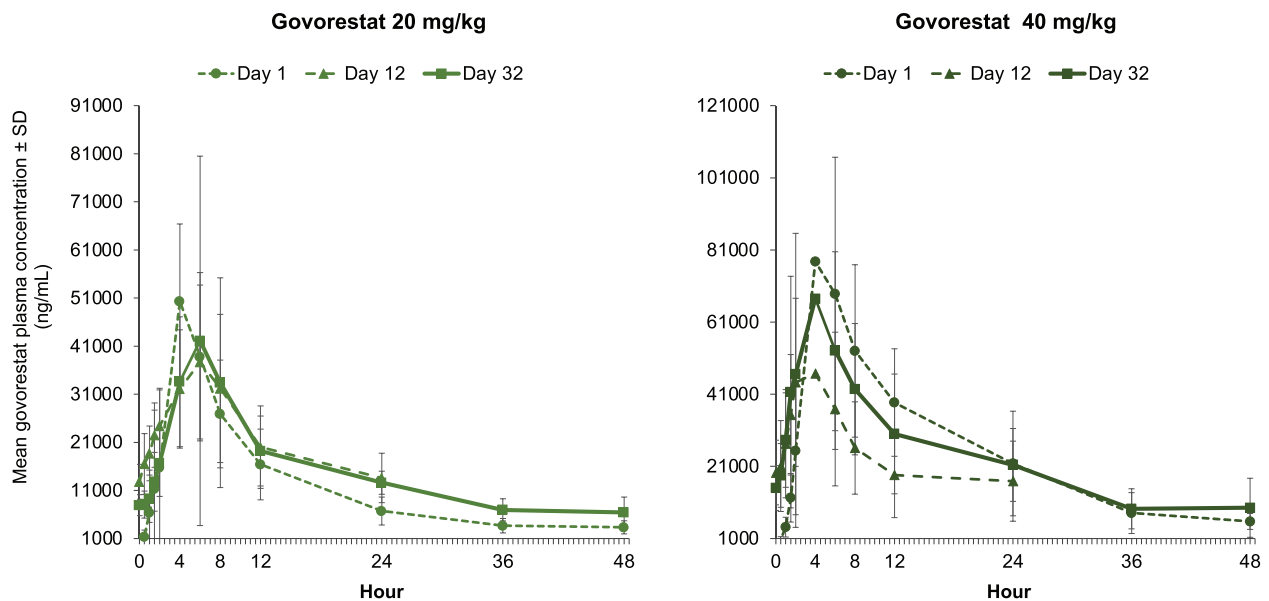 Govorestat 20 mg/kg
Day 1 Day 12 Day 32
Mean govorestat plasma concentration ± SD
(ng/mL)
91000
81000
71000
61000
51000
41000
31000
21000
11000
1000
0 4 8 12 24 36 48
Hour
Govorestat 40 mg/kg
Day 1 Day 12 Day 32
121000
101000
81000
61000
41000
21000
1000
0 4 8 12 24 36 48
Hour